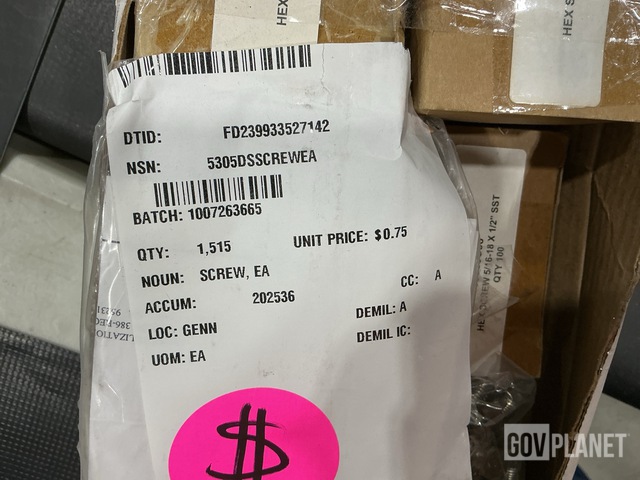 HEX
HEX S
DTID: FD239933527142
NSN: 5305DSSCREWEA
BATCH: 1007263665
QTY: 1,515 UNIT PRICE: $0.75
NOUN: SCREW, EA
CC: A
ACCUM: 202536
DEMIL: A
LOC: GENN
DEMIL IC:
UOM: EA
$
SCREW 5/16-18 X 1/2" SST
QTY 100
GOVPLANET